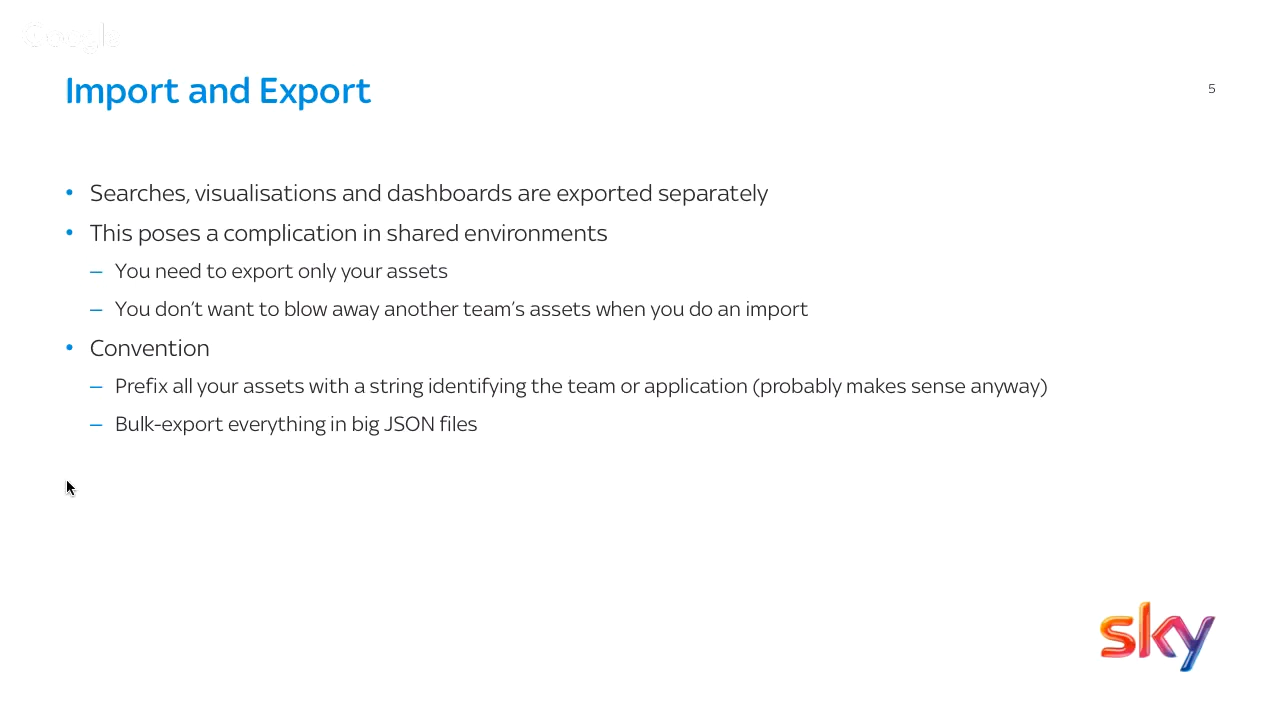 Google
Import and Export
5
• Searches, visualisations and dashboards are exported separately
• This poses a complication in shared environments
– You need to export only your assets
– You don’t want to blow away another team’s assets when you do an import
• Convention
– Prefix all your assets with a string identifying the team or application (probably makes sense anyway)
– Bulk-export everything in big JSON files
sky